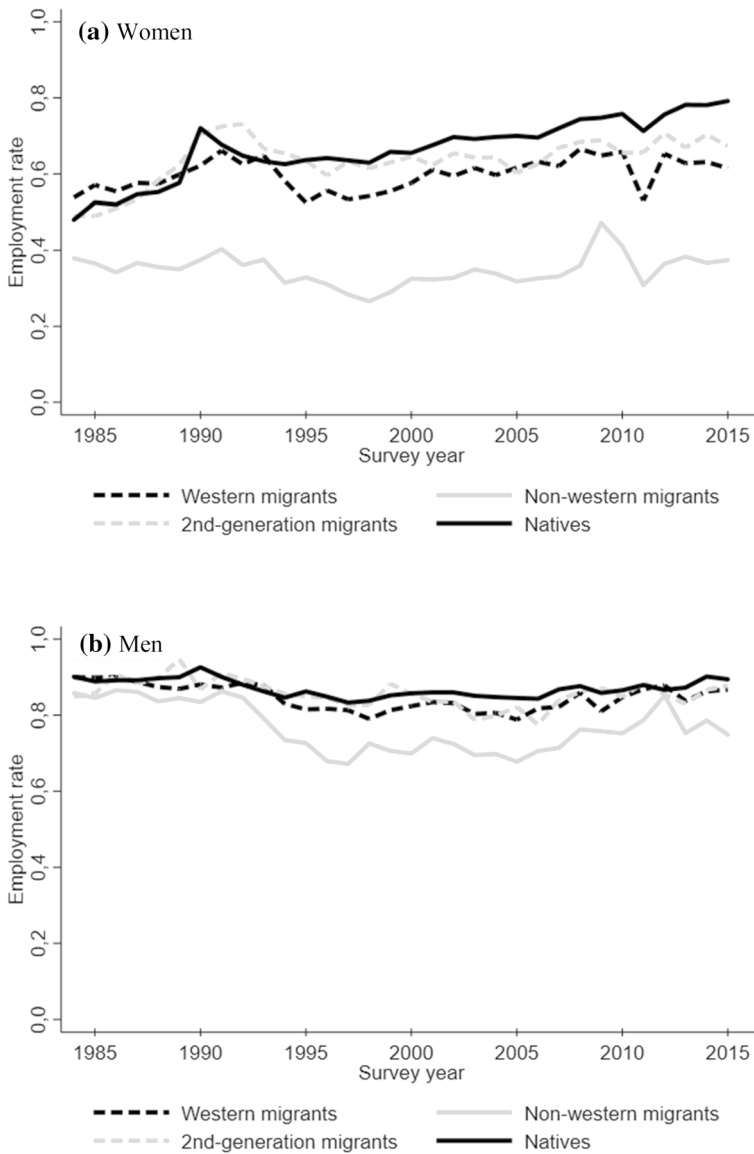 (a) Women
1,0
0,8
0,6
0,4
0,2
0,0
Employment rate
1985 1990 1995 2000 2005 2010 2015
Survey year
Western migrants Non-western migrants
2nd-generation migrants Natives
(b) Men
1,0
0,8
0,6
0,4
0,2
0,0
Employment rate
1985 1990 1995 2000 2005 2010 2015
Survey year
Western migrants Non-western migrants
2nd-generation migrants Natives